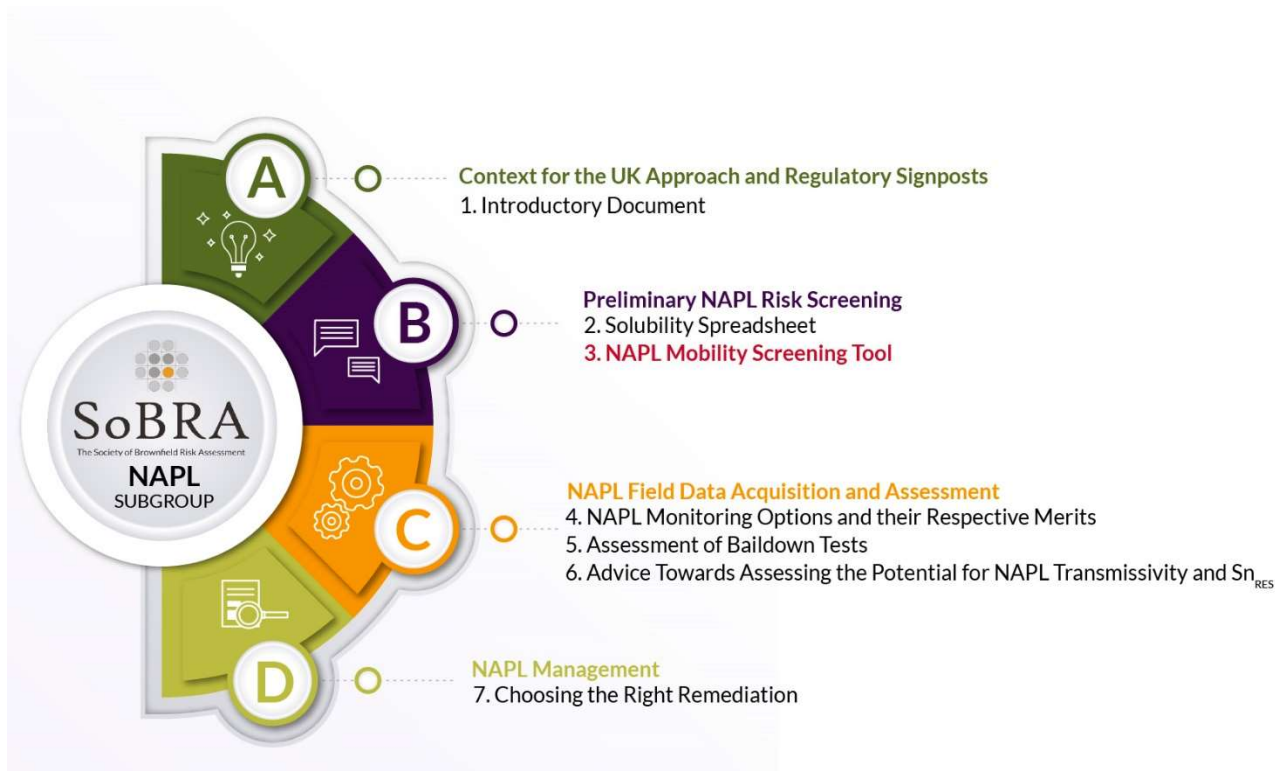 A
Context for the UK Approach and Regulatory Signposts
1. Introductory Document
B
Preliminary NAPL Risk Screening
2. Solubility Spreadsheet
3. NAPL Mobility Screening Tool
SoBRA
The Society of Brownfield Risk Assessment
NAPL
SUBGROUP
C
NAPL Field Data Acquisition and Assessment
4. NAPL Monitoring Options and their Respective Merits
5. Assessment of Baildown Tests
6. Advice Towards Assessing the Potential for NAPL Transmissivity and Sn RES
D
NAPL Management
7. Choosing the Right Remediation